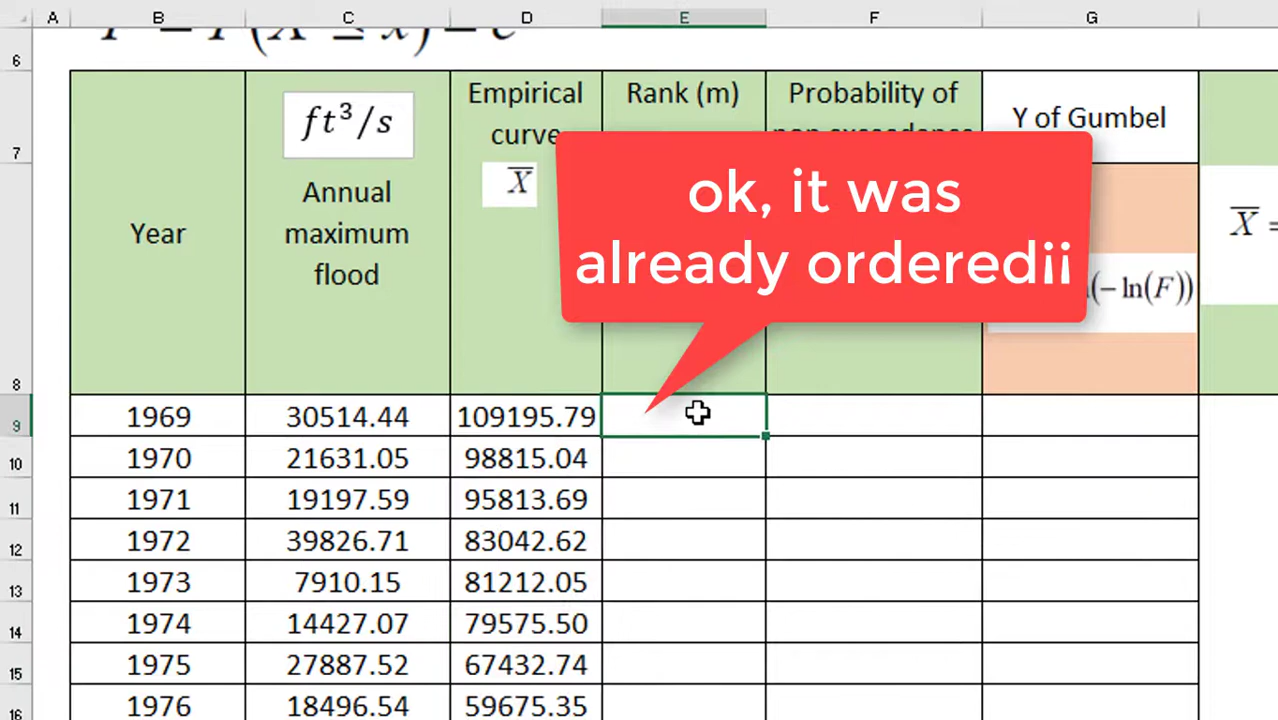 A B C D E F G
6
7 ft³/s Empirical Rank (m) Probability of Y of Gumbel
curve
X̅
Annual
maximum
flood
Year
X̅ =
(−ln(F))
ok, it was
already ordered¡¡
8
9 1969 30514.44 109195.79
10 1970 21631.05 98815.04
11 1971 19197.59 95813.69
12 1972 39826.71 83042.62
13 1973 7910.15 81212.05
14 1974 14427.07 79575.50
15 1975 27887.52 67432.74
16 1976 18496.54 59675.35